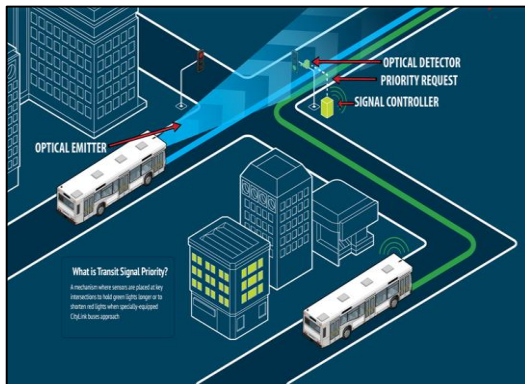 OPTICAL DETECTOR
PRIORITY REQUEST
SIGNAL CONTROLLER
OPTICAL EMITTER
What is Transit Signal Priority?
A mechanism where sensors are placed at key
intersections to hold green lights longer or to
shorten red lights when specially-equipped
CityLink buses approach